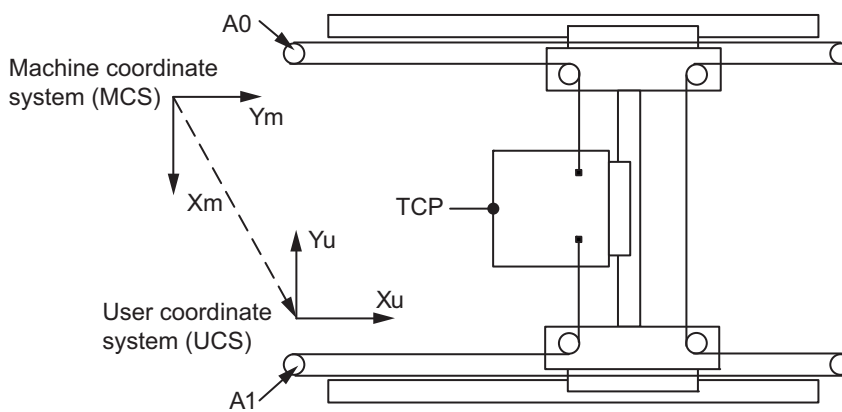 A0
Machine coordinate
system (MCS)
Ym
Xm
TCP
Yu
Xu
User coordinate
system (UCS)
A1